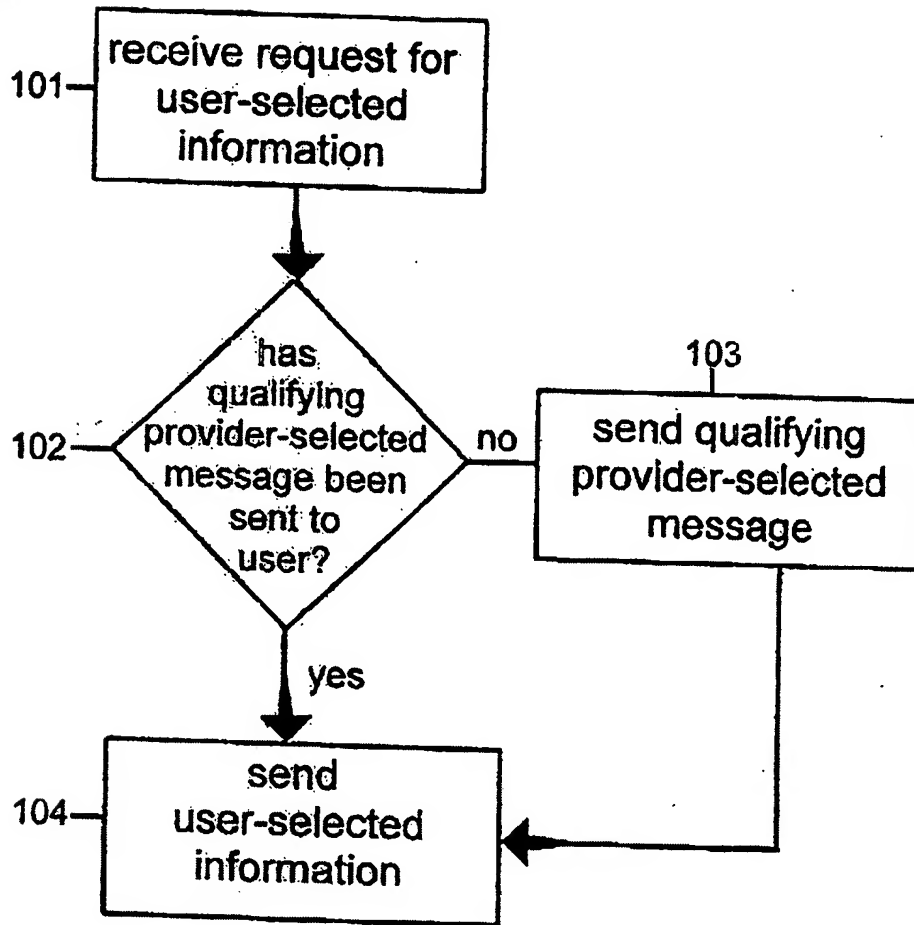 receive request for
user-selected
information
101
has
qualifying
provider-selected
message been
sent to
user?
102
no
103
send qualifying
provider-selected
message
yes
send
user-selected
information
104